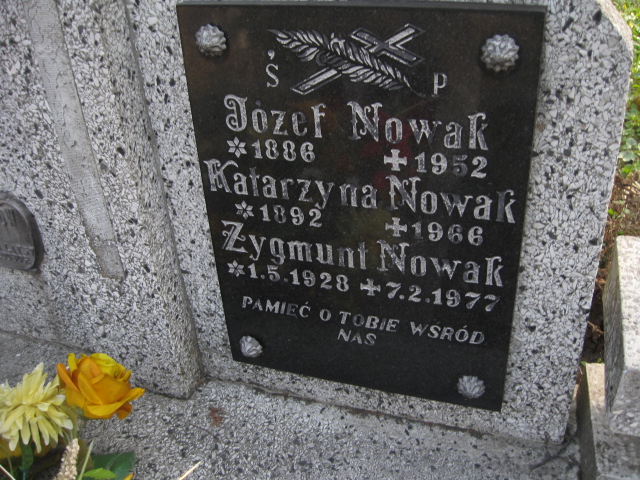 Ś P
Józef Nowak
*1886 +1952
Katarzyna Nowak
*1892 +1966
Zygmunt Nowak
*1.5.1928 +7.2.1977
PAMIEĆ O TOBIE WŚRÓD
NAS